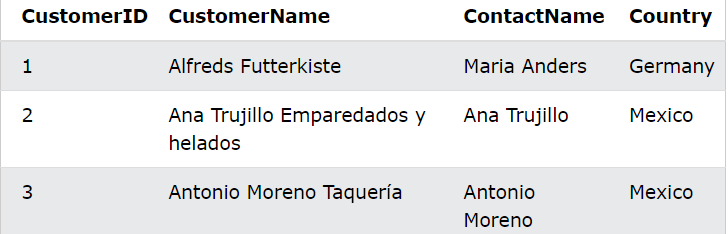 CustomerID CustomerName ContactName Country
1 Alfreds Futterkiste Maria Anders Germany
2 Ana Trujillo Emparedados y Ana Trujillo Mexico
helados
3 Antonio Moreno Taquería Antonio Mexico
Moreno